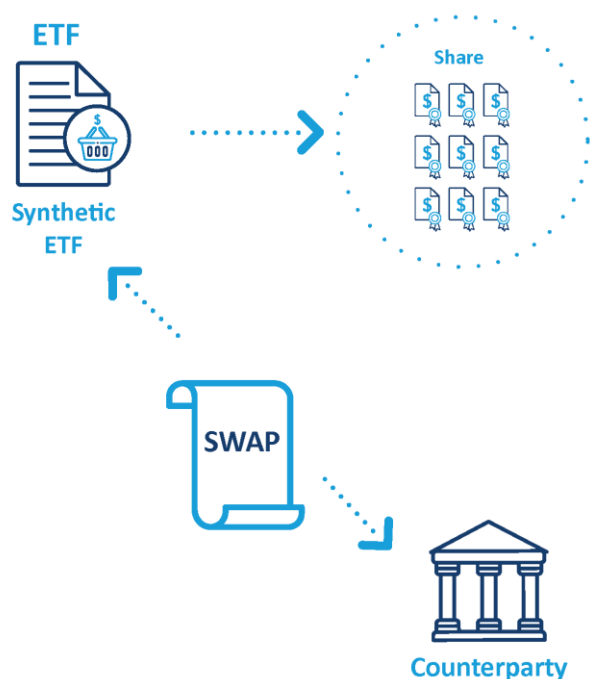 ETF
Share
$
$ $ $
$ $ $
$ $ $
Synthetic
ETF
SWAP
Counterparty